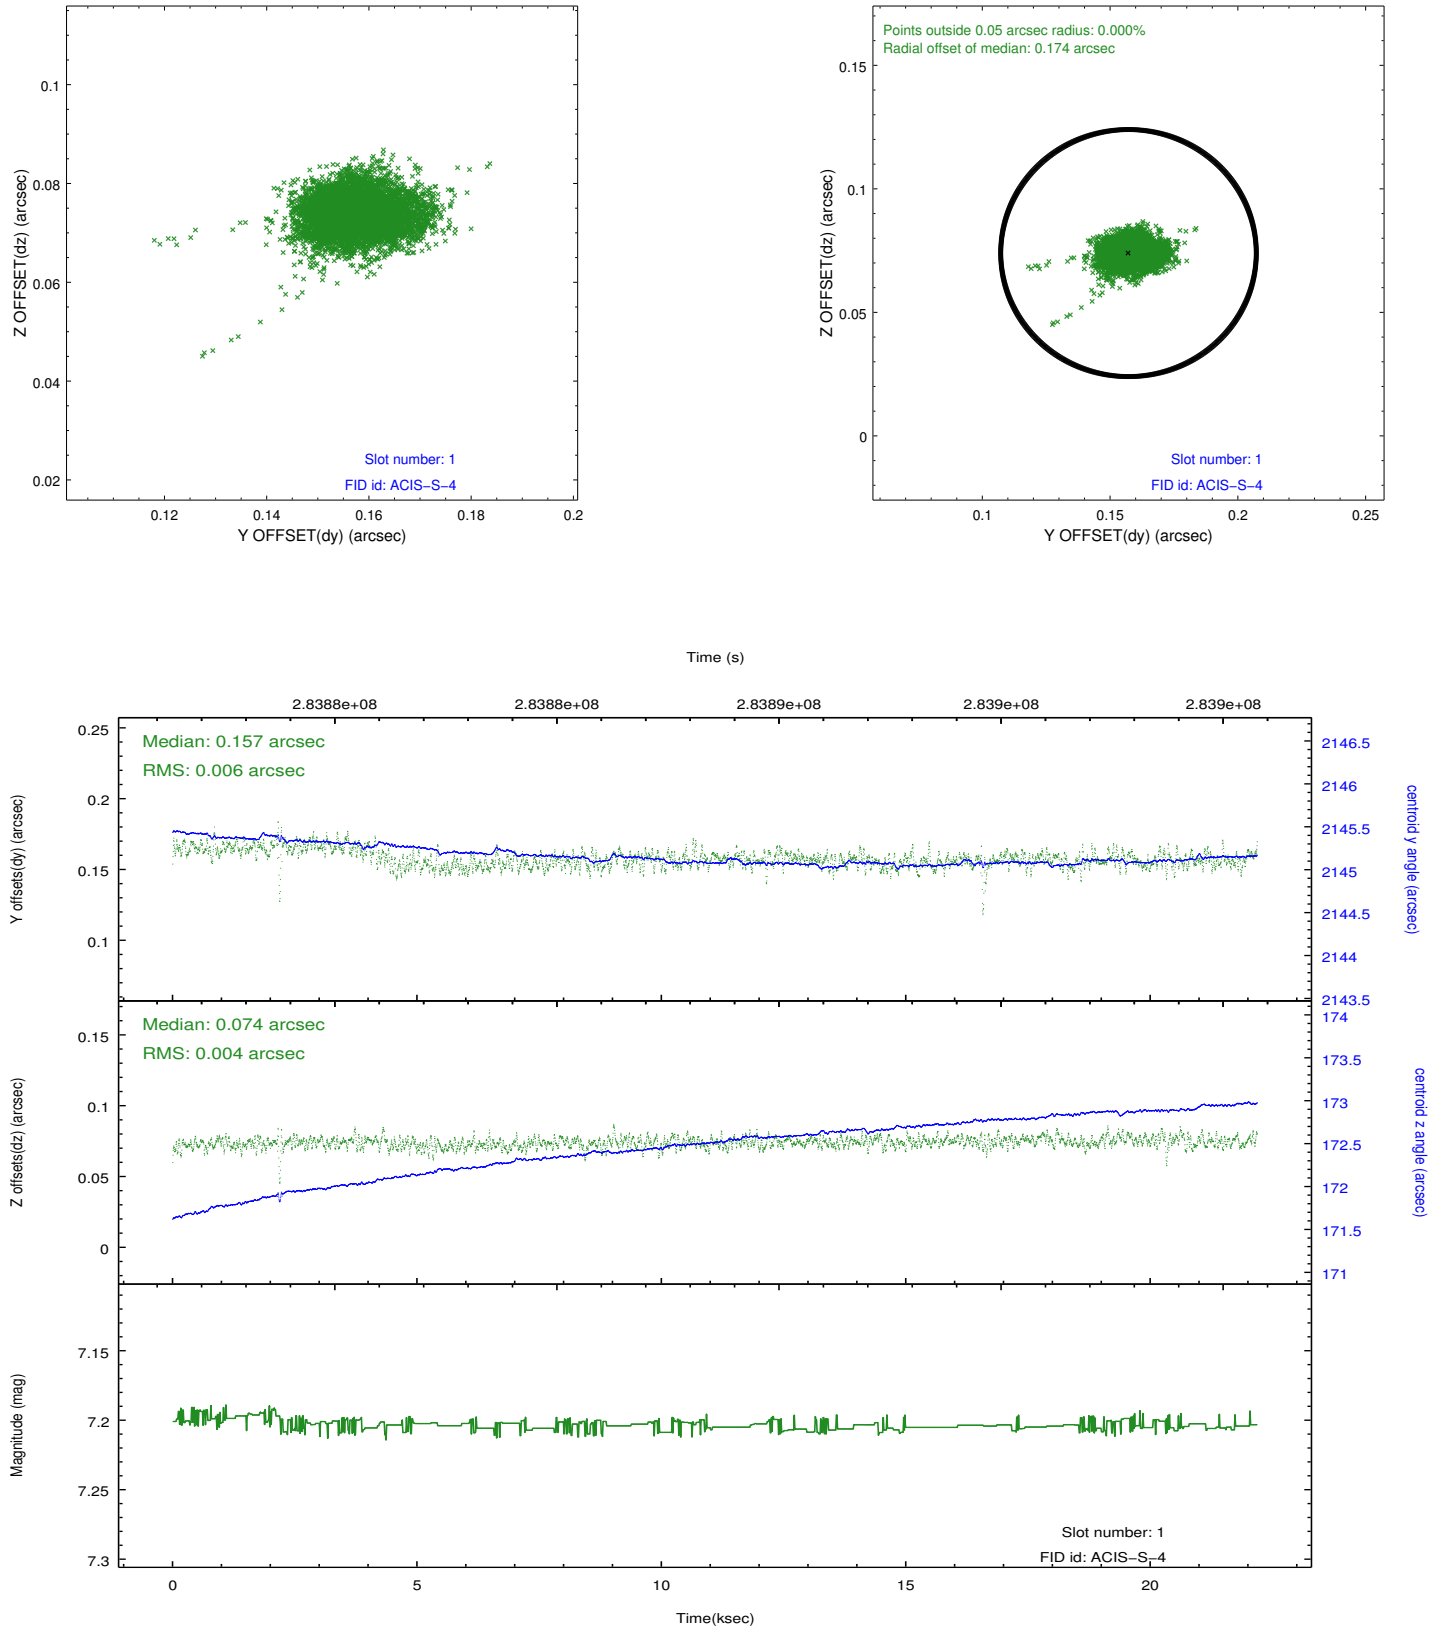 0.1
0.08
0.06
0.04
0.02
Z OFFSET(dz) (arcsec)
Slot number: 1
FID id: ACIS−S−4
0.12 0.14 0.16 0.18 0.2
Y OFFSET(dy) (arcsec)
Points outside 0.05 arcsec radius: 0.000%
Radial offset of median: 0.174 arcsec
0.15
0.1
0.05
0
Z OFFSET(dz) (arcsec)
Slot number: 1
FID id: ACIS−S−4
0.1 0.15 0.2 0.25
Y OFFSET(dy) (arcsec)
Time (s)
2.8388e+08 2.8388e+08 2.8389e+08 2.839e+08 2.839e+08
Median: 0.157 arcsec
RMS: 0.006 arcsec
0.25
0.2
0.15
0.1
Y offsets(dy) (arcsec)
2146.5
2146
2145.5
2145
2144.5
2144
2143.5
centroid y angle (arcsec)
Median: 0.074 arcsec
RMS: 0.004 arcsec
0.15
0.1
0.05
0
Z offsets(dz) (arcsec)
174
173.5
173
172.5
172
171.5
171
centroid z angle (arcsec)
7.15
7.2
7.25
7.3
Magnitude (mag)
Slot number: 1
FID id: ACIS−S−4
0 5 10 15 20
Time(ksec)